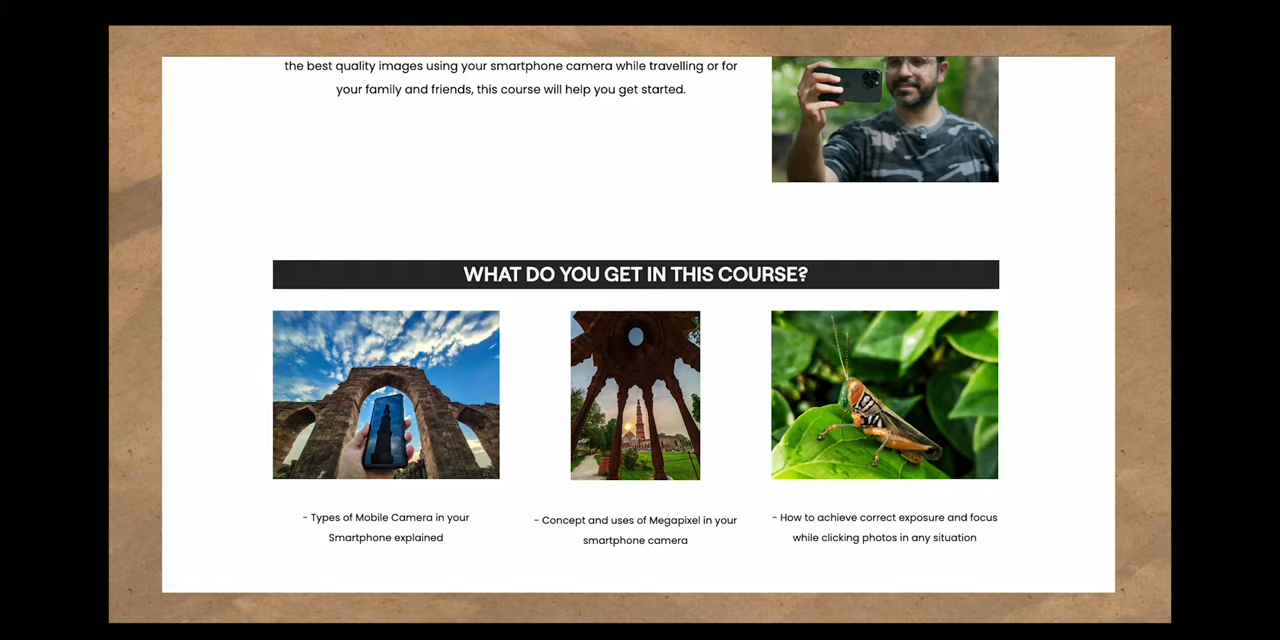 the best quality images using your smartphone camera while travelling or for
your family and friends, this course will help you get started.
WHAT DO YOU GET IN THIS COURSE?
- Types of Mobile Camera in your
Smartphone explained
- Concept and uses of Megapixel in your
smartphone camera
- How to achieve correct exposure and focus
while clicking photos in any situation